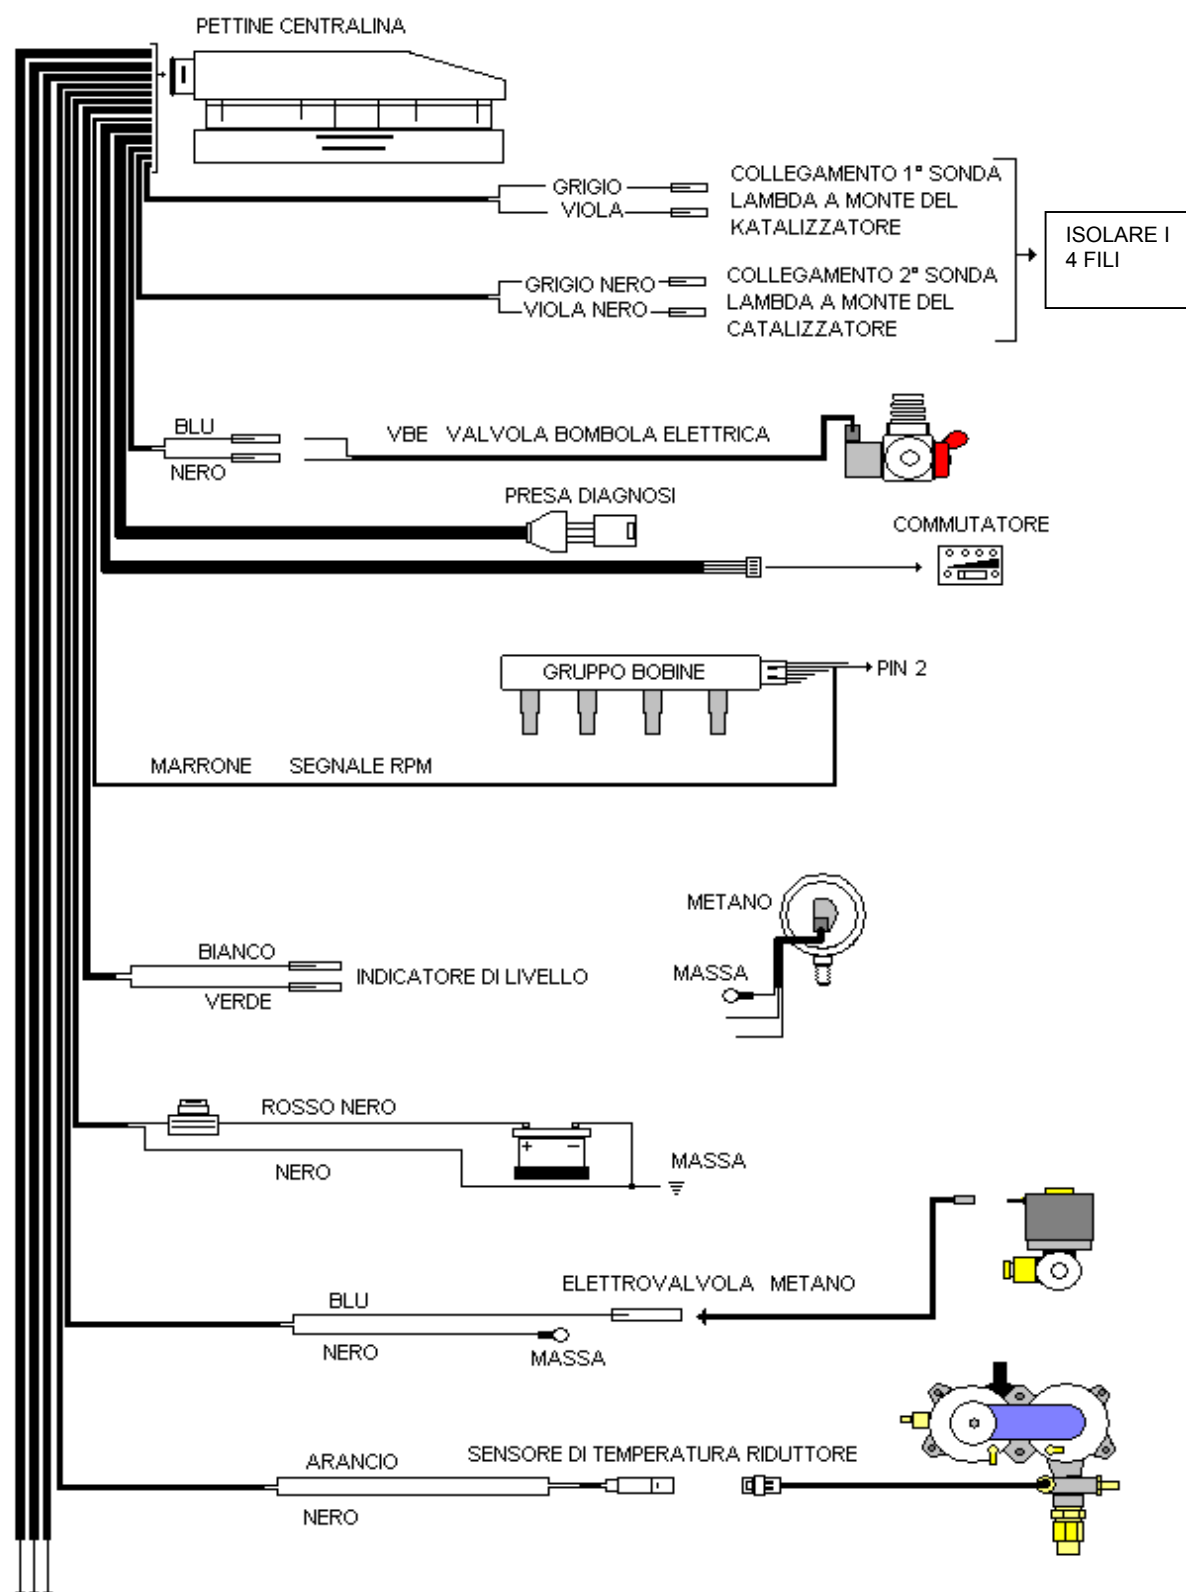 PETTINE CENTRALINA
GRIGIO
VIOLA
COLLEGAMENTO 1° SONDA
LAMBDA A MONTE DEL
KATALIZZATORE
ISOLARE I
4 FILI
GRIGIO NERO
VIOLA NERO
COLLEGAMENTO 2° SONDA
LAMBDA A MONTE DEL
CATALIZZATORE
BLU
NERO
VBE VALVOLA BOMBOLA ELETTRICA
PRESA DIAGNOSI
COMMUTATORE
GRUPPO BOBINE
PIN 2
MARRONE SEGNALE RPM
METANO
MASSA
BIANCO
VERDE
INDICATORE DI LIVELLO
ROSSO NERO
NERO
+ -
MASSA
ELETTROVALVOLA METANO
BLU
NERO
MASSA
SENSORE DI TEMPERATURA RIDUTTORE
ARANCIO
NERO